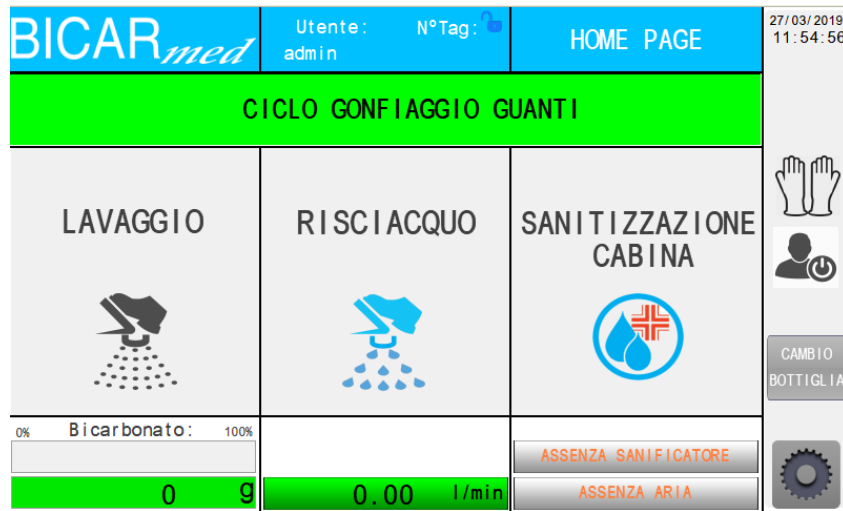 BICARmed
Utente: N°Tag:
admin
HOME PAGE
27/03/2019
11:54:56
CICLO GONFIAGGIO GUANTI
LAVAGGIO
RISCIACQUO
SANITIZZAZIONE
CABINA
CAMBIO
BOTTIGLIA
0% Bicarbonato: 100%
ASSENZA SANIFICATORE
0 g
0.00 l/min
ASSENZA ARIA